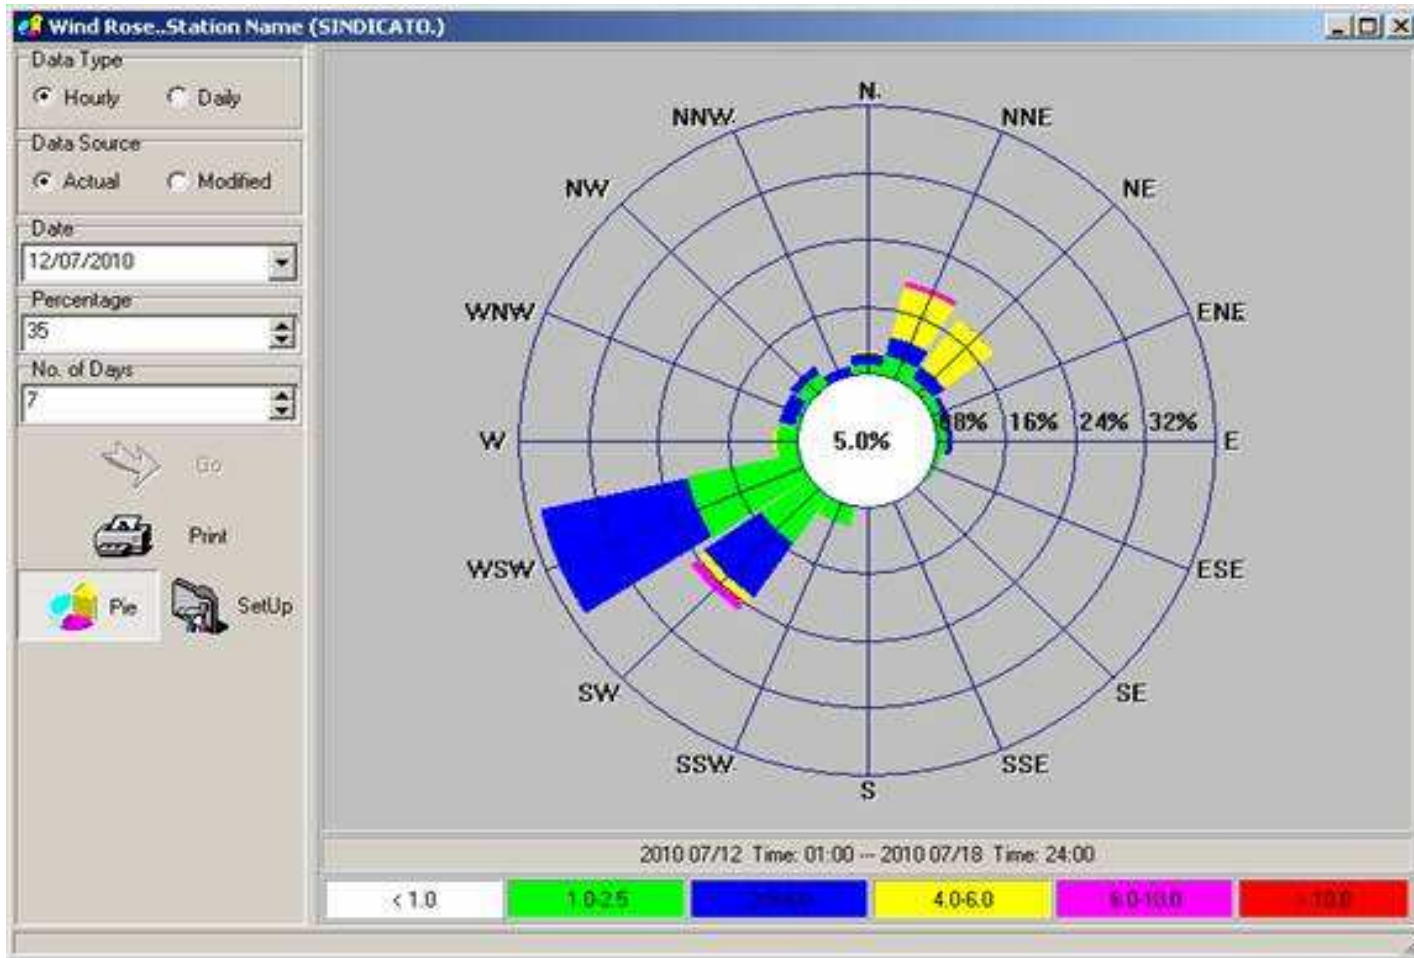 Wind Rose..Station Name (SINDICATO.)
Data Type
Hourly Daily
Data Source
Actual Modified
Date
12/07/2010
Percentage
35
No. of Days
7
Go
Print
Pie SetUp
N.
NNW. NNE
NW NE
WNW ENE
8% 16% 24% 32%
W 5.0% E
WSW ESE
SW SE
SSW. SSE
S
2010 07/12 Time: 01:00 --- 2010 07/18 Time: 24:00
< 1.0 1.0-2.5 4.0-6.0 6.0-10.0 > 10.0